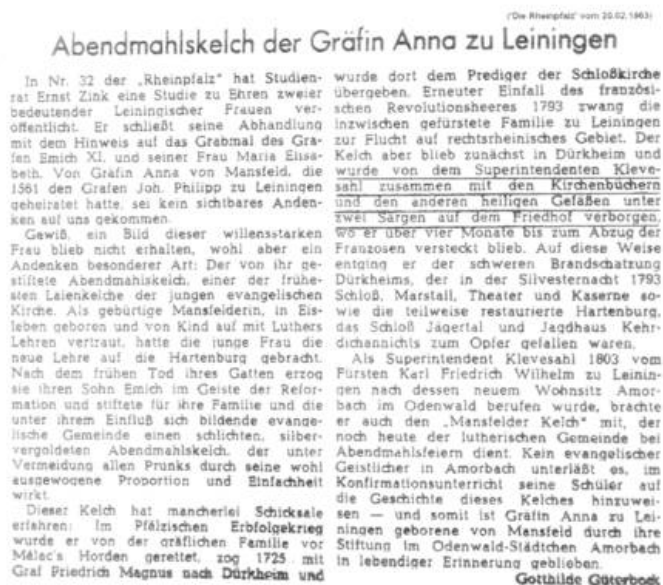 ("Die Rheinpfalz" vom 20.02.1963)
Abendmahlskelch der Gräfin Anna zu Leiningen
In Nr. 32 der „Rheinpfalz" hat Studien-
rat Ernst Zink eine Studie zu Ehren zweier
bedeutender Leiningischer Frauen ver-
öffentlicht. Er schließt seine Abhandlung
mit dem Hinweis auf das Grabmal des Gra-
fen Emich XI. und seiner Frau Maria Elisa-
beth. Von Gräfin Anna von Mansfeld, die
1561 den Grafen Joh. Philipp zu Leiningen
geheiratet hatte, sei kein sichtbares Anden-
ken auf uns gekommen.
Gewiß, ein Bild dieser willensstarken
Frau blieb nicht erhalten, wohl aber ein
Andenken besonderer Art: Der von ihr ge-
stiftete Abendmahlskelch, einer der frühe-
sten Laienkelche der jungen evangelischen
Kirche. Als gebürtige Mansfelderin, in Eis-
leben geboren und von Kind auf mit Luthers
Lehren vertraut, hatte die junge Frau die
neue Lehre auf die Hartenburg gebracht.
Nach dem frühen Tod ihres Gatten erzog
sie ihren Sohn Emich im Geiste der Refor-
mation und stiftete für ihre Familie und die
unter ihrem Einfluß sich bildende evange-
lische Gemeinde einen schlichten, silber-
vergoldeten Abendmahlskelch, der unter
Vermeidung allen Prunks durch seine wohl
ausgewogene Proportion und Einfachheit
wirkt.
Dieser Kelch hat mancherlei Schicksale
erfahren: Im Pfälzischen Erbfolgekrieg
wurde er von der gräflichen Familie vor
Mélac's Horden gerettet, zog 1725 mit
Graf Friedrich Magnus nach Dürkheim und
wurde dort dem Prediger der Schloßkirche
übergeben. Erneuter Einfall des französi-
schen Revolutionsheeres 1793 zwang die
inzwischen gefürstete Familie zu Leiningen
zur Flucht auf rechtsrheinisches Gebiet. Der
Kelch aber blieb zunächst in Dürkheim und
wurde von dem Superintendenten Kleve-
sahl zusammen mit den Kirchenbüchern
und den anderen heiligen Gefäßen unter
zwei Särgen auf dem Friedhof verborgen,
wo er über vier Monate bis zum Abzug der
Franzosen versteckt blieb. Auf diese Weise
entging er der schweren Brandschatzung
Dürkheims, der in der Silvesternacht 1793
Schloß, Marstall, Theater und Kaserne so-
wie die teilweise restaurierte Hartenburg,
das Schloß Jägertal und Jagdhaus Kehr-
dichannichts zum Opfer gefallen waren.
Als Superintendent Klevesahl 1803 vom
Fürsten Karl Friedrich Wilhelm zu Leinin-
gen nach dessen neuem Wohnsitz Amor-
bach im Odenwald berufen wurde, brachte
er auch den „Mansfelder Kelch" mit, der
noch heute der lutherischen Gemeinde bei
Abendmahlsfeiern dient. Kein evangelischer
Geistlicher in Amorbach unterläßt es, im
Konfirmationsunterricht seine Schüler auf
die Geschichte dieses Kelches hinzuwei-
sen — und somit ist Gräfin Anna zu Lei-
ningen geborene von Mansfeld durch ihre
Stiftung im Odenwald-Städtchen Amorbach
in lebendiger Erinnerung geblieben.
Gothilde Güterbock